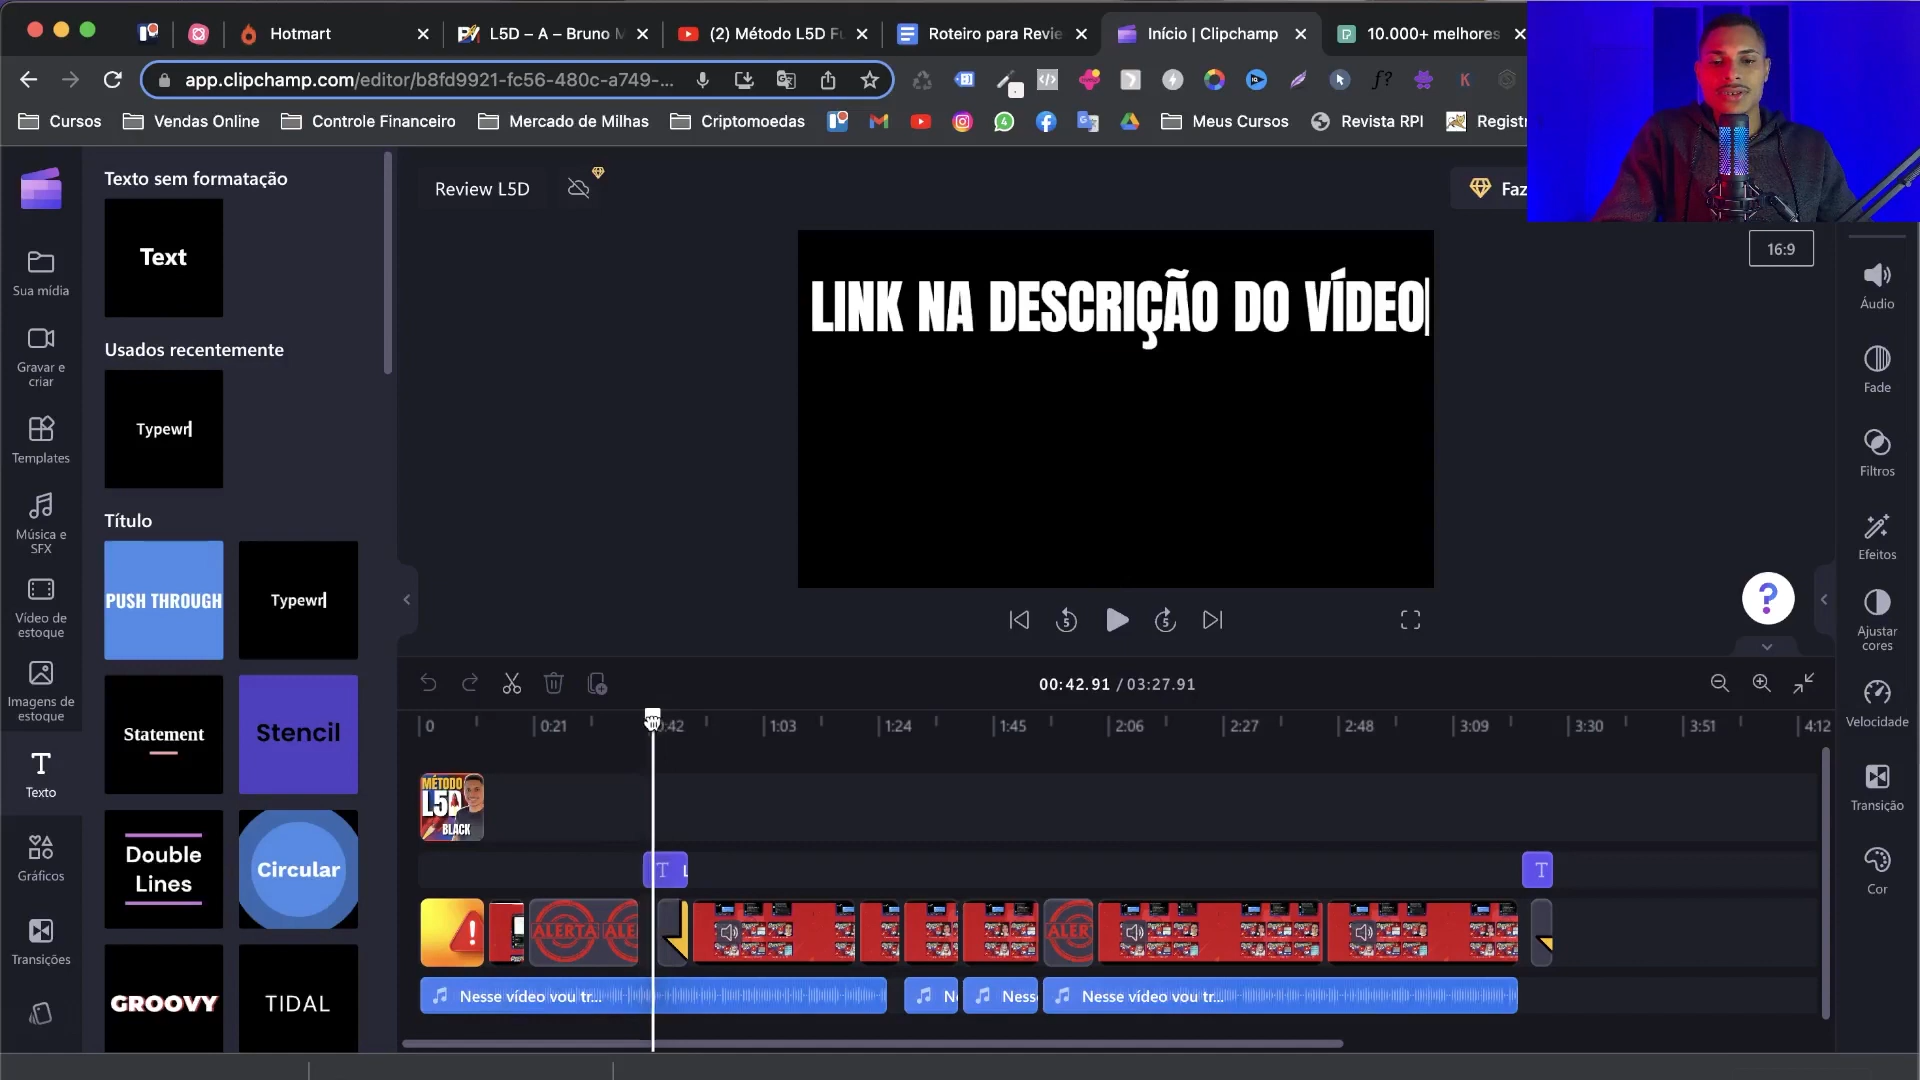 Hotmart
L5D – A – Bruno M
(2) Método L5D Fu
Roteiro para Revie
Início | Clipchamp
10.000+ melhores
app.clipchamp.com/editor/b8fd9921-fc56-480c-a749-...
Cursos
Vendas Online
Controle Financeiro
Mercado de Milhas
Criptomoedas
Meus Cursos
Revista RPI
Registr
Texto sem formatação
Text
Usados recentemente
Typewr
Título
PUSH THROUGH
Typewr
Statement
Stencil
Double
Lines
Circular
GROOVY
TIDAL
Sua mídia
Gravar e
criar
Templates
Música e
SFX
Vídeo de
estoque
Imagens de
estoque
Texto
Gráficos
Transições
Review L5D
Faz
16:9
LINK NA DESCRIÇÃO DO VÍDEO
5
5
?
Áudio
Fade
Filtros
Efeitos
Ajustar
cores
Velocidade
Transição
Cor
00:42.91 / 03:27.91
0
0:21
0:42
1:03
1:24
1:45
2:06
2:27
2:48
3:09
3:30
3:51
4:12
MÉTODO
L5D
BLACK
T L
T
ALERTA
ALE
ALER
Nesse vídeo vou tr...
N
Ness
Nesse vídeo vou tr...